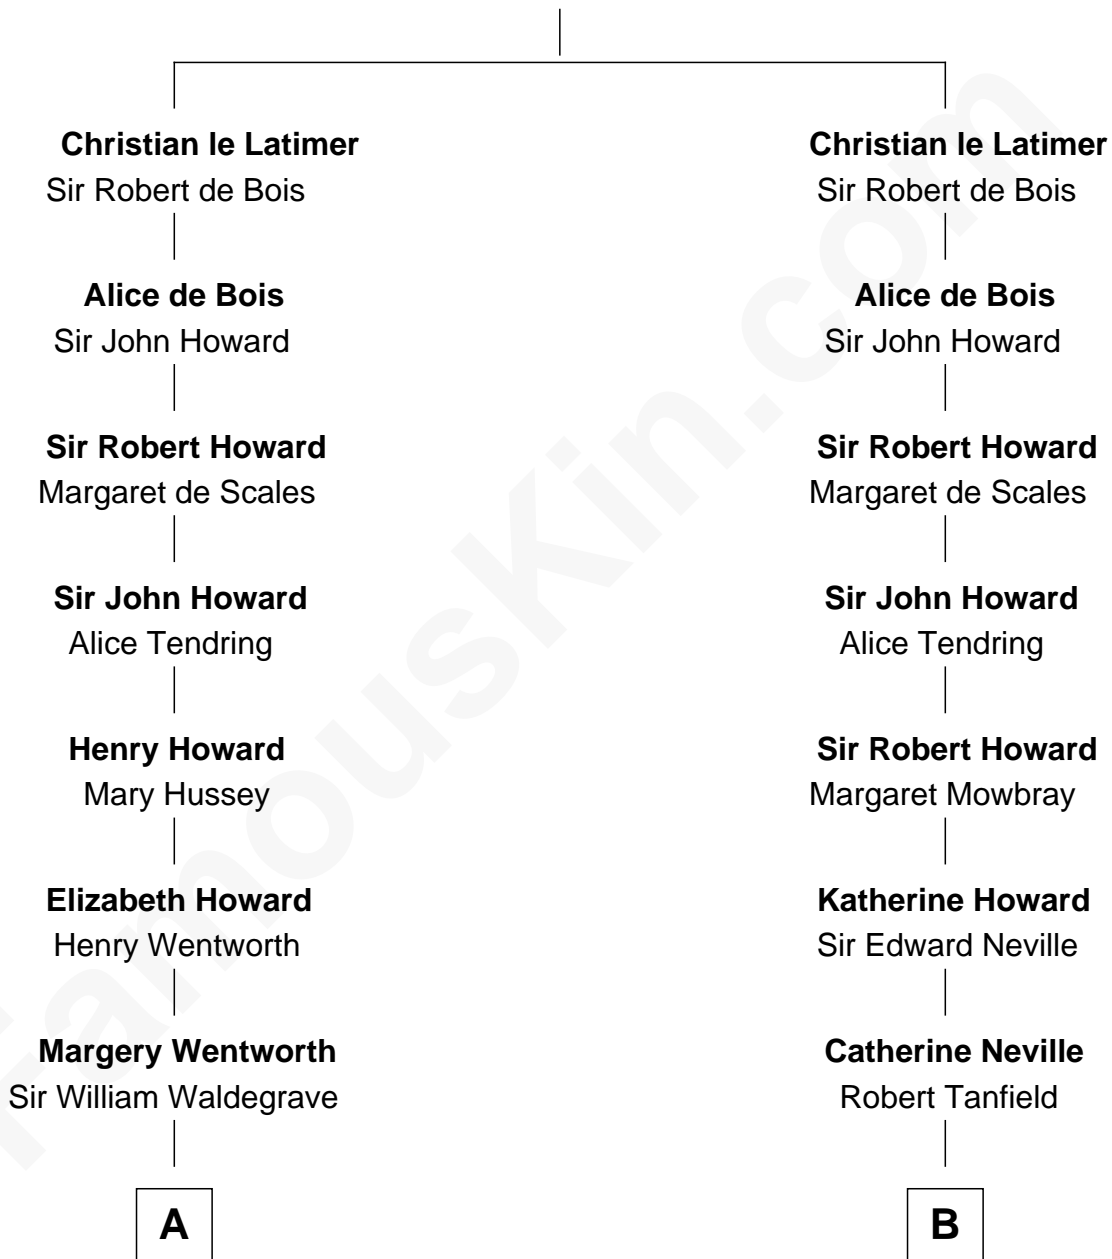 Christian le Latimer
Sir Robert de Bois
Alice de Bois
Sir John Howard
Sir Robert Howard
Margaret de Scales
Sir John Howard
Alice Tendring
Henry Howard
Mary Hussey
Elizabeth Howard
Henry Wentworth
Margery Wentworth
Sir William Waldegrave
A
Christian le Latimer
Sir Robert de Bois
Alice de Bois
Sir John Howard
Sir Robert Howard
Margaret de Scales
Sir John Howard
Alice Tendring
Sir Robert Howard
Margaret Mowbray
Katherine Howard
Sir Edward Neville
Catherine Neville
Robert Tanfield
B
FamousKin.com